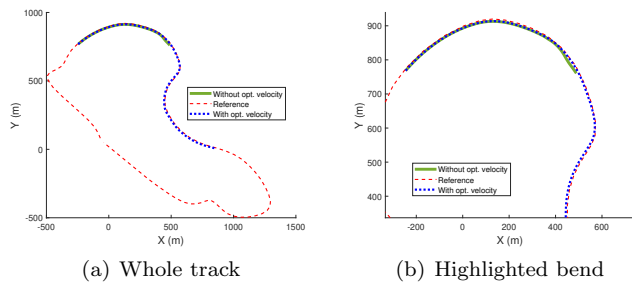 1000
500
0
-500
-500
0
500
1000
1500
Y (m)
X (m)
Without opt. velocity
Reference
With opt. velocity
(a) Whole track
900
800
700
600
500
400
-200
0
200
400
600
Y (m)
X (m)
Without opt. velocity
Reference
With opt. velocity
(b) Highlighted bend